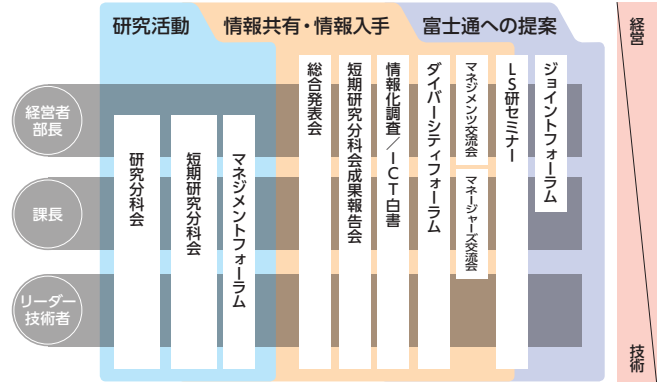 研究活動
情報共有・情報入手
富士通への提案
経営
経営者
部長
課長
リーダー
技術者
研究分科会
短期研究分科会
マネジメントフォーラム
総合発表会
短期研究分科会成果報告会
情報化調査／ICT白書
ダイバーシティフォーラム
マネジメンツ交流会
マネージャーズ交流会
LS研セミナー
ジョイントフォーラム
技術